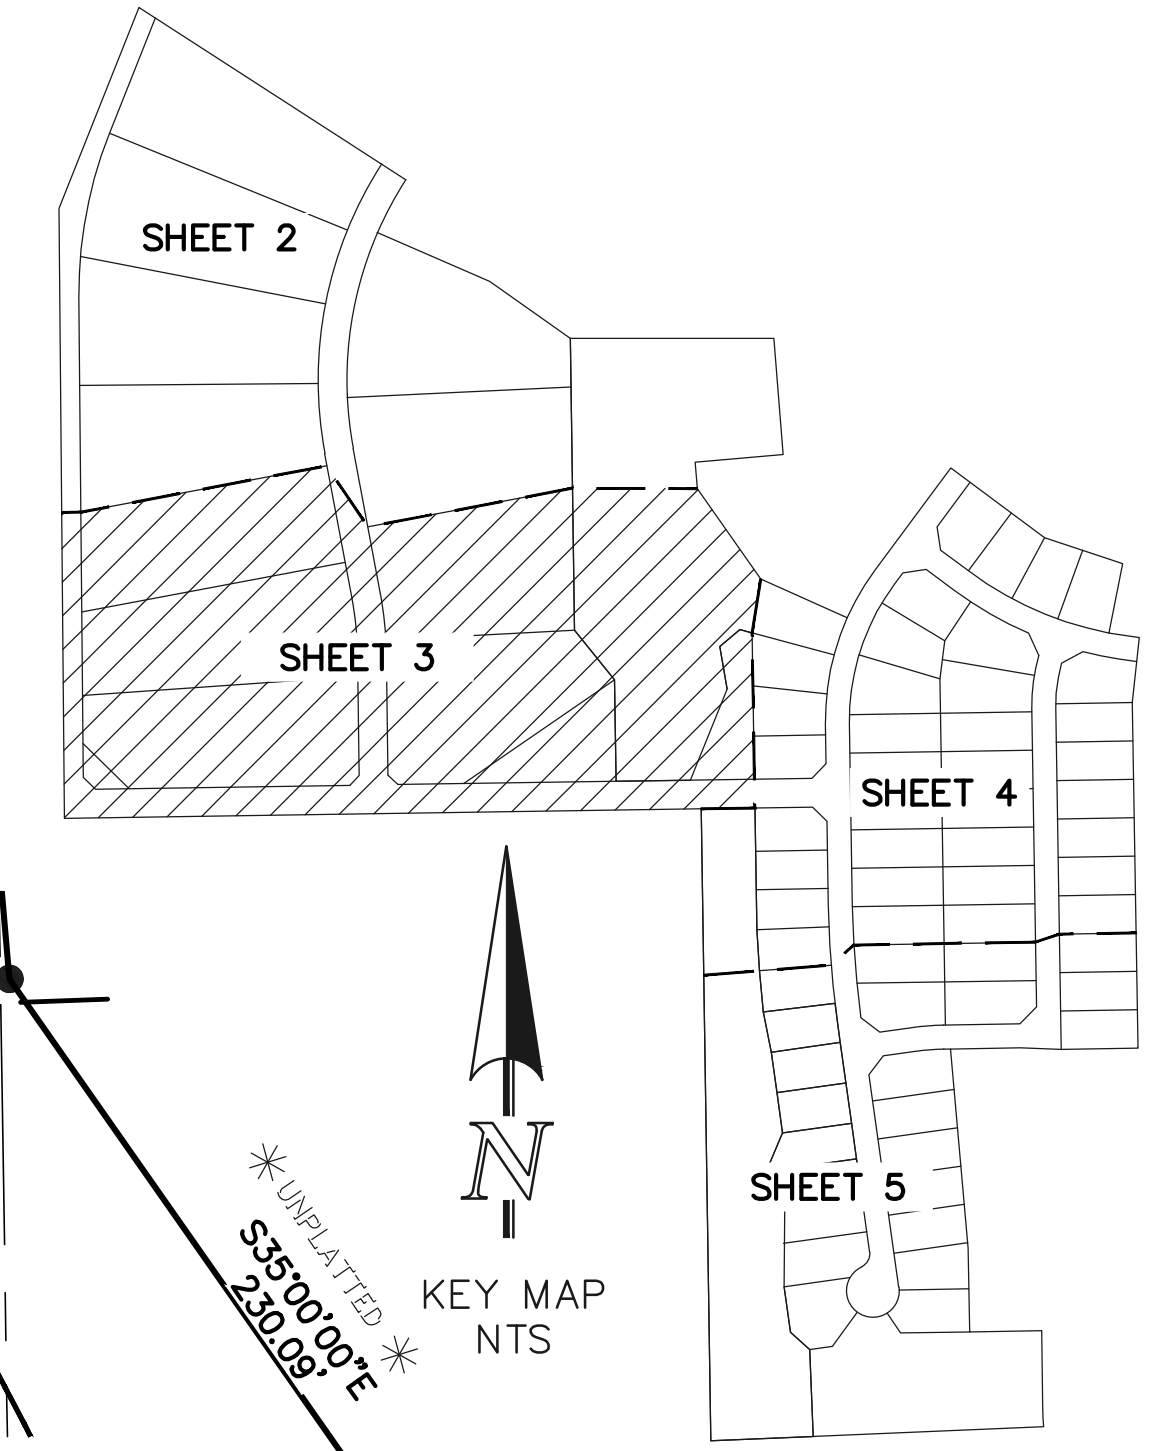 SHEET 2
SHEET 3
SHEET 4
SHEET 5
N
KEY MAP
NTS
* UNPLATTED *
S35°00'00"E
230.09'